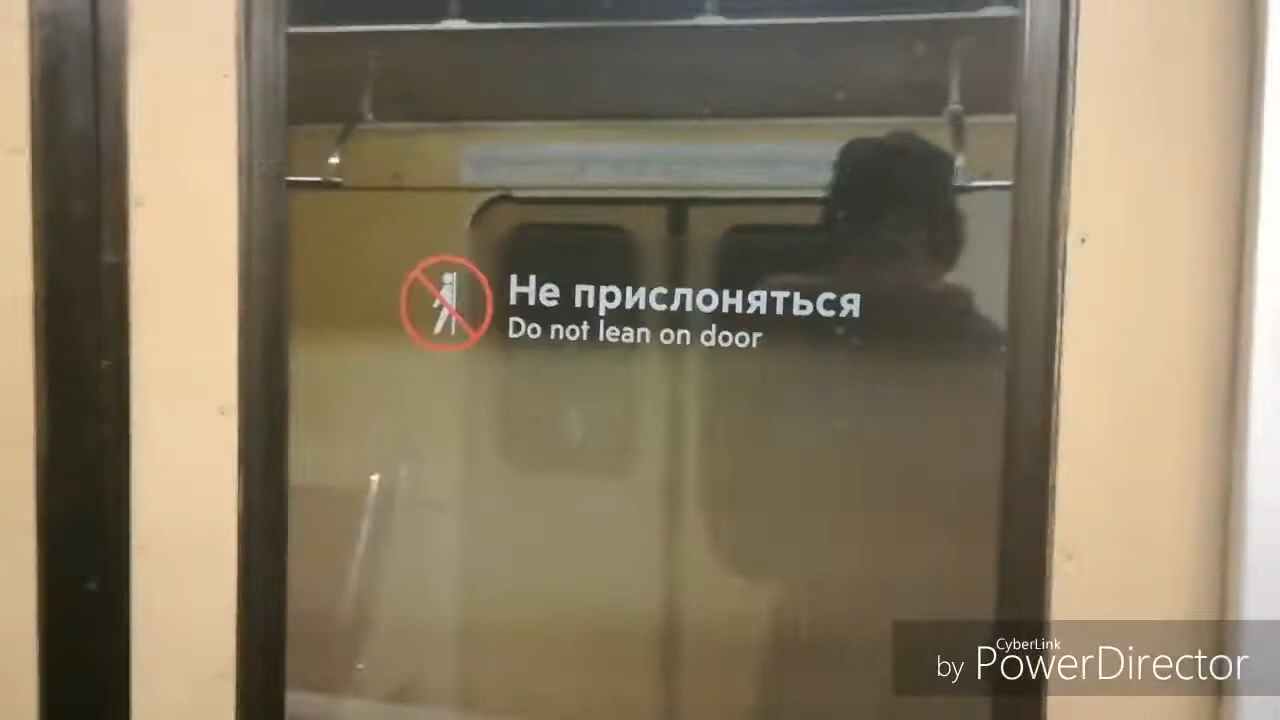 Не прислоняться
Do not lean on door
CyberLink
by PowerDirector